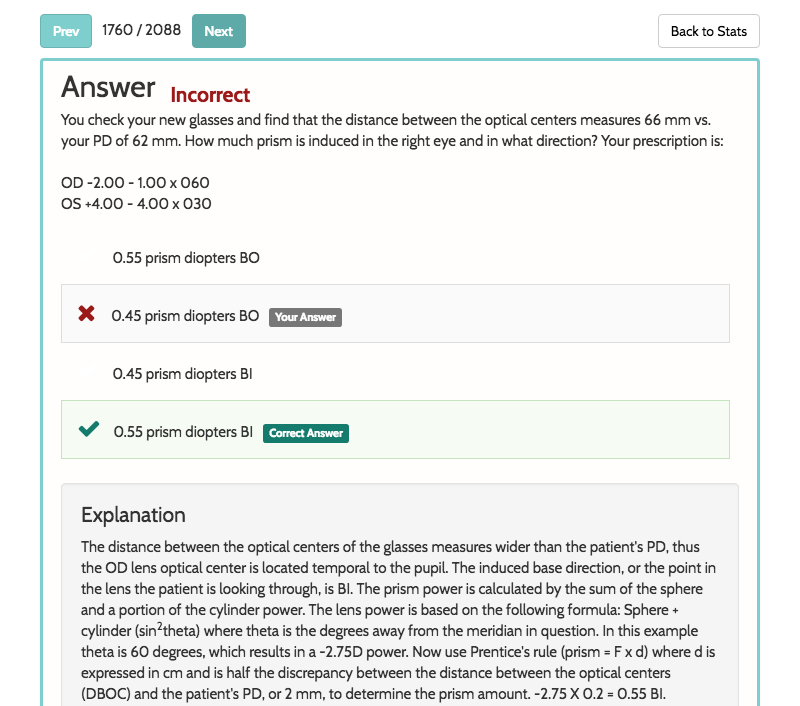 Prev 1760 / 2088 Next Back to Stats
Answer Incorrect
You check your new glasses and find that the distance between the optical centers measures 66 mm vs.
your PD of 62 mm. How much prism is induced in the right eye and in what direction? Your prescription is:
OD -2.00 - 1.00 x 060
OS +4.00 - 4.00 x 030
0.55 prism diopters BO
0.45 prism diopters BO Your Answer
0.45 prism diopters BI
0.55 prism diopters BI Correct Answer
Explanation
The distance between the optical centers of the glasses measures wider than the patient's PD, thus
the OD lens optical center is located temporal to the pupil. The induced base direction, or the point in
the lens the patient is looking through, is BI. The prism power is calculated by the sum of the sphere
and a portion of the cylinder power. The lens power is based on the following formula: Sphere +
cylinder (sin²theta) where theta is the degrees away from the meridian in question. In this example
theta is 60 degrees, which results in a -2.75D power. Now use Prentice's rule (prism = F x d) where d is
expressed in cm and is half the discrepancy between the distance between the optical centers
(DBOC) and the patient's PD, or 2 mm, to determine the prism amount. -2.75 X 0.2 = 0.55 BI.